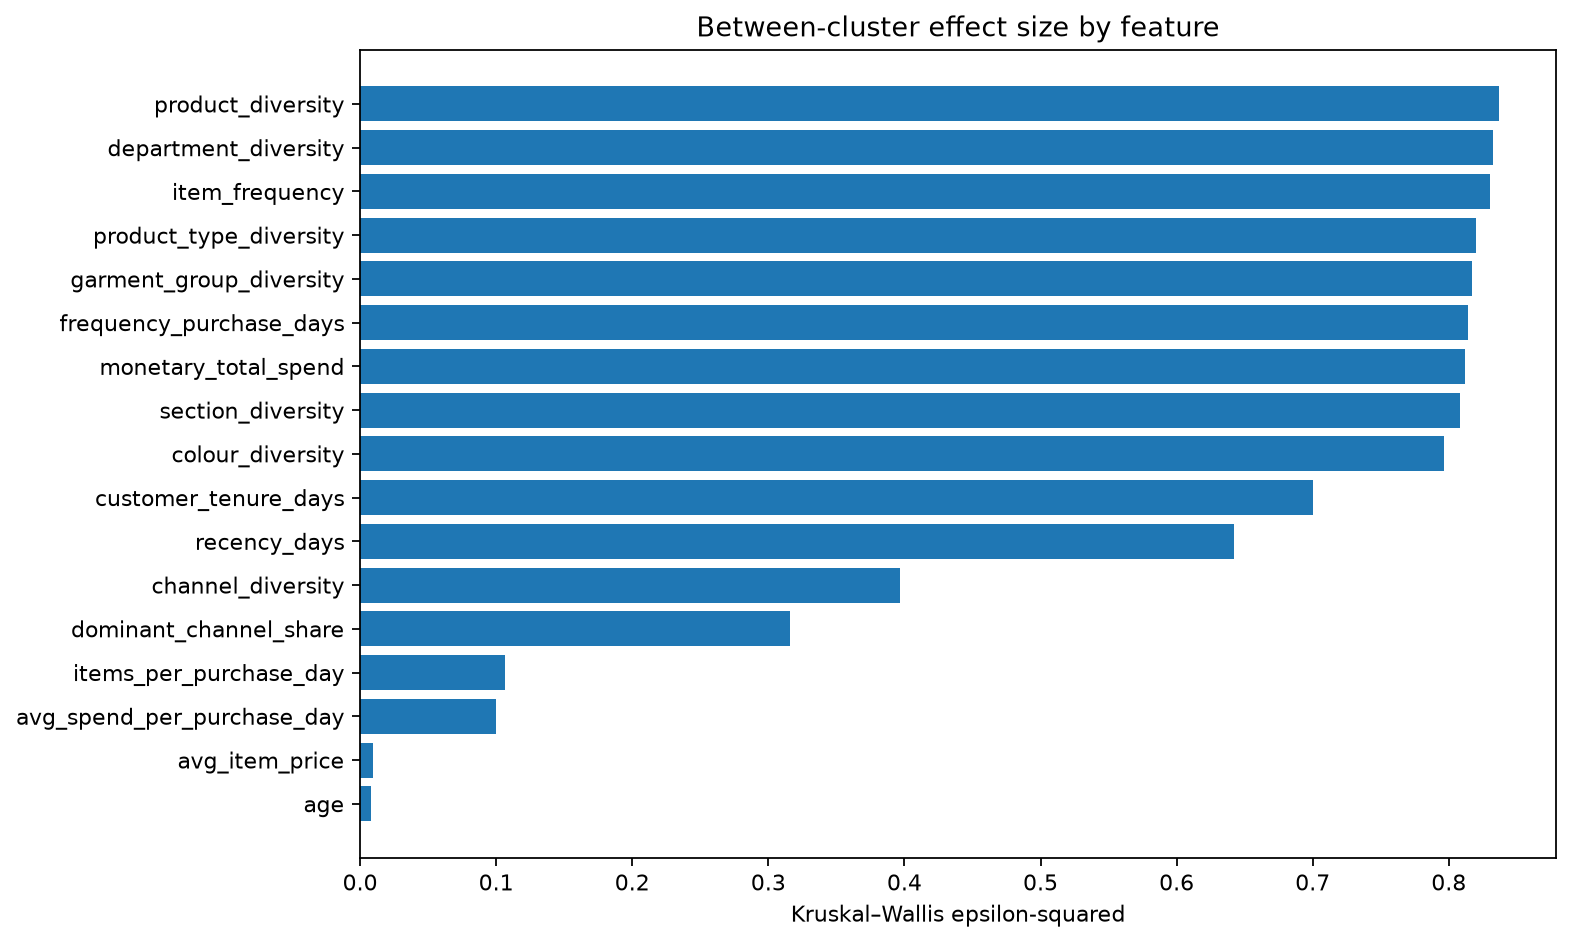 Between-cluster effect size by feature
product_diversity
department_diversity
item_frequency
product_type_diversity
garment_group_diversity
frequency_purchase_days
monetary_total_spend
section_diversity
colour_diversity
customer_tenure_days
recency_days
channel_diversity
dominant_channel_share
items_per_purchase_day
avg_spend_per_purchase_day
avg_item_price
age
0.0 0.1 0.2 0.3 0.4 0.5 0.6 0.7 0.8
Kruskal–Wallis epsilon-squared